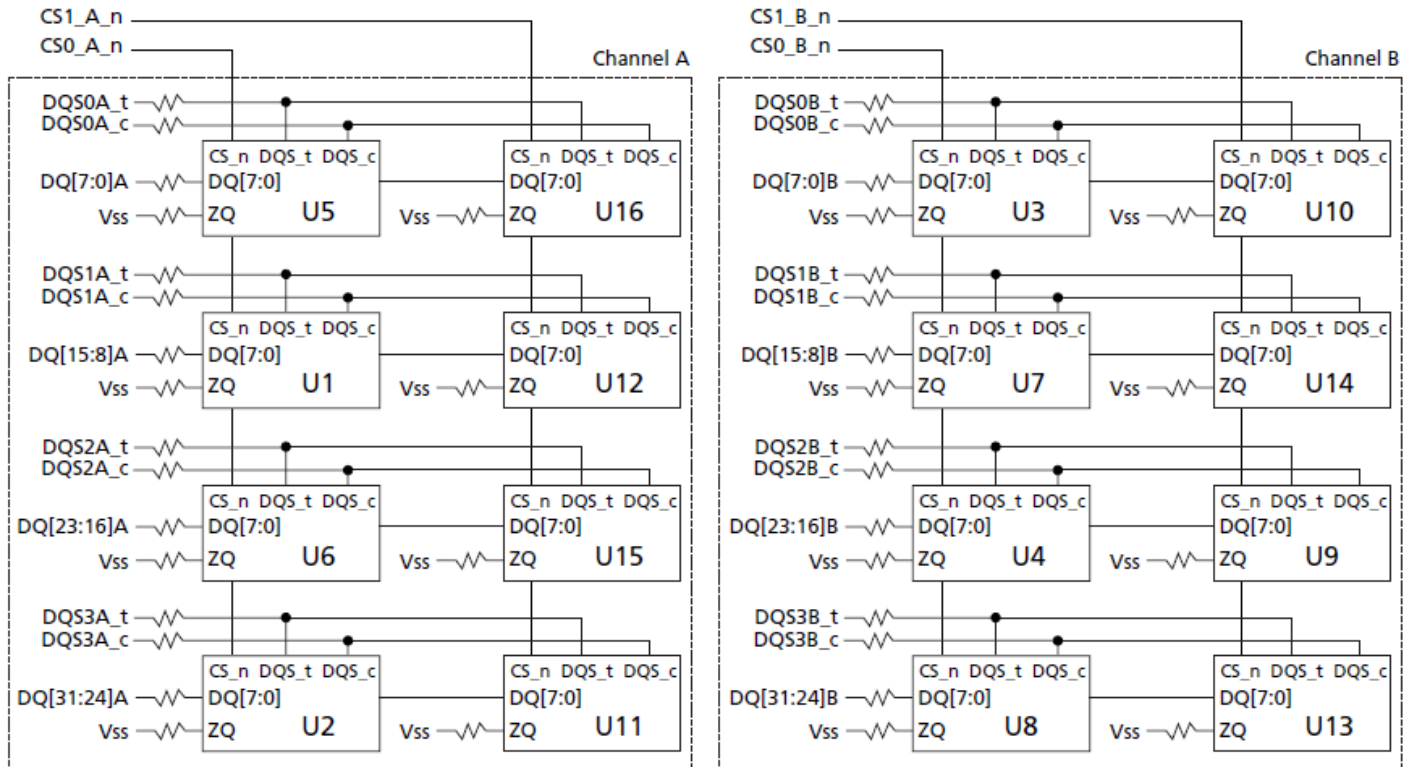 CS1_A_n
CS0_A_n
Channel A
DQS0A_t
DQS0A_c
CS_n DQS_t DQS_c
CS_n DQS_t DQS_c
DQ[7:0]A
DQ[7:0]
DQ[7:0]
Vss
ZQ
U5
Vss
ZQ
U16
DQS1A_t
DQS1A_c
CS_n DQS_t DQS_c
CS_n DQS_t DQS_c
DQ[15:8]A
DQ[7:0]
DQ[7:0]
Vss
ZQ
U1
Vss
ZQ
U12
DQS2A_t
DQS2A_c
CS_n DQS_t DQS_c
CS_n DQS_t DQS_c
DQ[23:16]A
DQ[7:0]
DQ[7:0]
Vss
ZQ
U6
Vss
ZQ
U15
DQS3A_t
DQS3A_c
CS_n DQS_t DQS_c
CS_n DQS_t DQS_c
DQ[31:24]A
DQ[7:0]
DQ[7:0]
Vss
ZQ
U2
Vss
ZQ
U11
CS1_B_n
CS0_B_n
Channel B
DQS0B_t
DQS0B_c
CS_n DQS_t DQS_c
CS_n DQS_t DQS_c
DQ[7:0]B
DQ[7:0]
DQ[7:0]
Vss
ZQ
U3
Vss
ZQ
U10
DQS1B_t
DQS1B_c
CS_n DQS_t DQS_c
CS_n DQS_t DQS_c
DQ[15:8]B
DQ[7:0]
DQ[7:0]
Vss
ZQ
U7
Vss
ZQ
U14
DQS2B_t
DQS2B_c
CS_n DQS_t DQS_c
CS_n DQS_t DQS_c
DQ[23:16]B
DQ[7:0]
DQ[7:0]
Vss
ZQ
U4
Vss
ZQ
U9
DQS3B_t
DQS3B_c
CS_n DQS_t DQS_c
CS_n DQS_t DQS_c
DQ[31:24]B
DQ[7:0]
DQ[7:0]
Vss
ZQ
U8
Vss
ZQ
U13